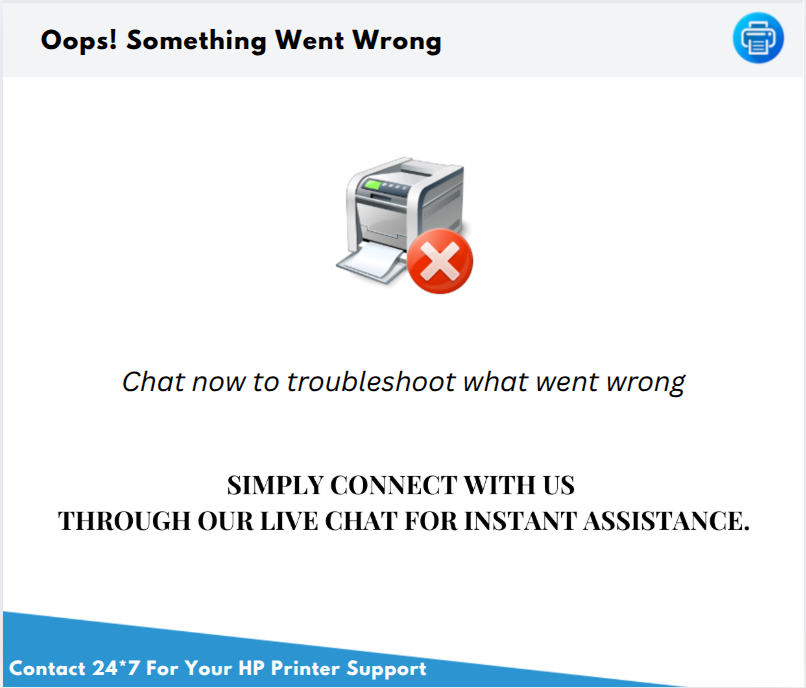 Oops! Something Went Wrong
Chat now to troubleshoot what went wrong
SIMPLY CONNECT WITH US
THROUGH OUR LIVE CHAT FOR INSTANT ASSISTANCE.
Contact 24*7 For Your HP Printer Support